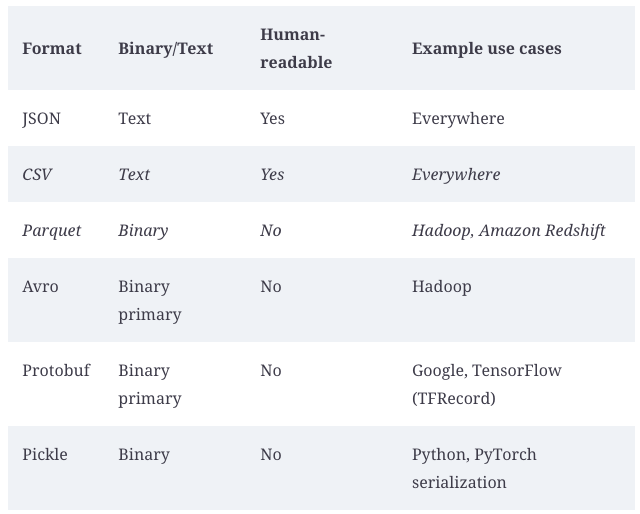 Format Binary/Text Human-readable Example use cases
JSON Text Yes Everywhere
CSV Text Yes Everywhere
Parquet Binary No Hadoop, Amazon Redshift
Avro Binary primary No Hadoop
Protobuf Binary primary No Google, TensorFlow (TFRecord)
Pickle Binary No Python, PyTorch serialization